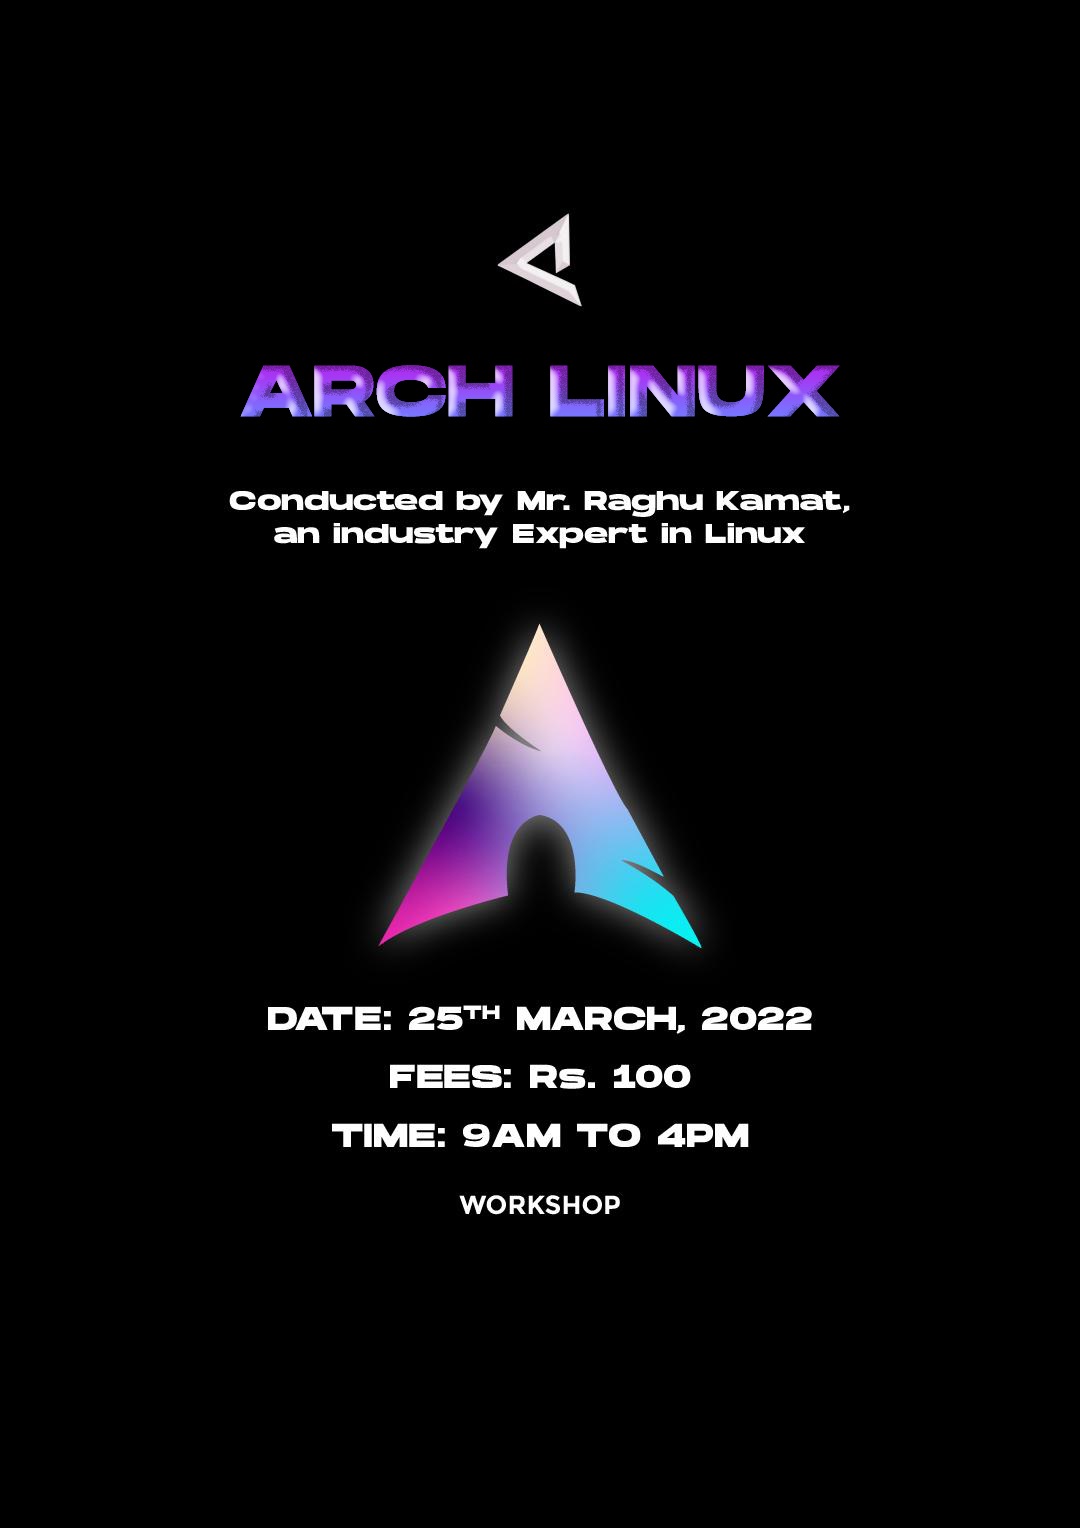 ARCH LINUX
Conducted by Mr. Raghu Kamat,
an industry Expert in Linux
DATE: 25TH MARCH, 2022
FEES: Rs. 100
TIME: 9AM TO 4PM
WORKSHOP